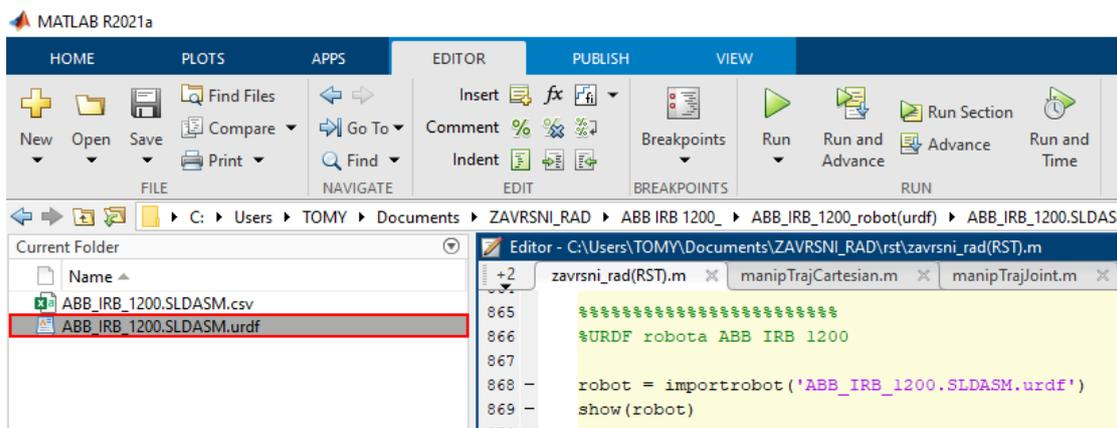 MATLAB R2021a
HOME PLOTS APPS EDITOR PUBLISH VIEW
New Open Save Find Files Compare Print
FILE
Go To Find
NAVIGATE
Insert fx
Comment
Indent
EDIT
Breakpoints
BREAKPOINTS
Run Run and Advance Run Section Advance Run and Time
RUN
C: Users TOMY Documents ZAVRSNI_RAD ABB IRB 1200_ ABB_IRB_1200_robot(urdf) ABB_IRB_1200.SLDAS
Current Folder
Name
ABB_IRB_1200.SLDASM.csv
ABB_IRB_1200.SLDASM.urdf
Editor - C:\Users\TOMY\Documents\ZAVRSNI_RAD\rst\zavrsni_rad(RST).m
+2 zavrsni_rad(RST).m manipTrajCartesian.m manipTrajJoint.m
865 %%%%%%%%%%%%%%%%%%%%%%%%
866 %URDF robota ABB IRB 1200
867
868 – robot = importrobot('ABB_IRB_1200.SLDASM.urdf')
869 – show(robot)